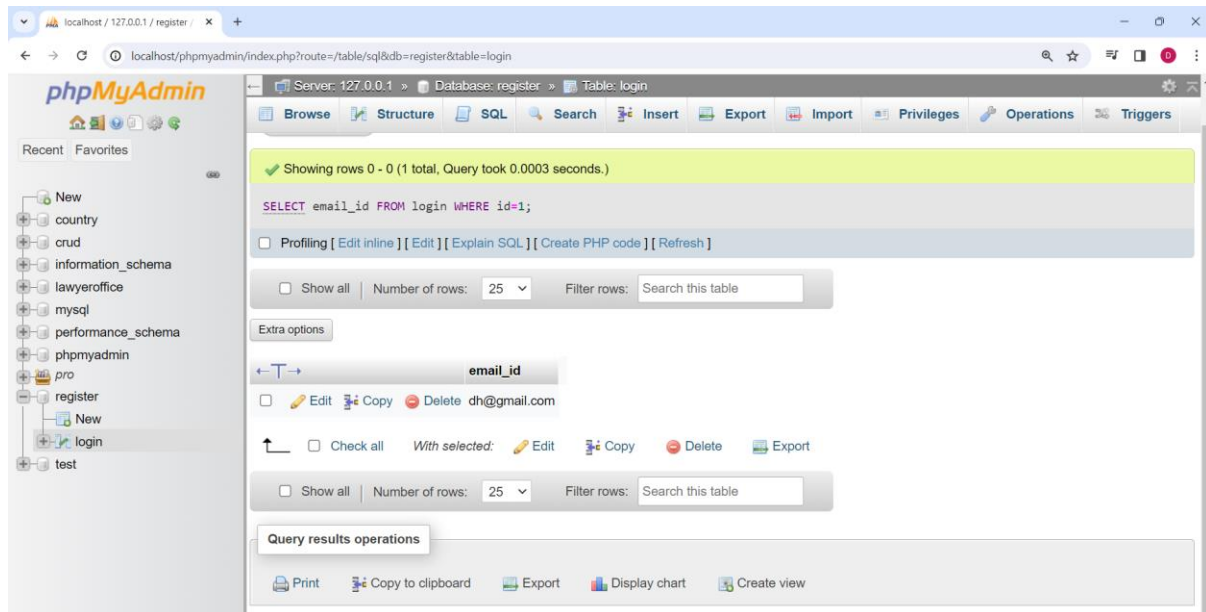 localhost / 127.0.0.1 / register /
localhost/phpmyadmin/index.php?route=/table/sql&db=register&table=login
D
phpMyAdmin
Recent Favorites
New
country
crud
information_schema
lawyeroffice
mysql
performance_schema
phpmyadmin
pro
register
New
login
test
Server: 127.0.0.1 » Database: register » Table: login
Browse Structure SQL Search Insert Export Import Privileges Operations Triggers
Showing rows 0 - 0 (1 total, Query took 0.0003 seconds.)
SELECT email_id FROM login WHERE id=1;
Profiling [ Edit inline ] [ Edit ] [ Explain SQL ] [ Create PHP code ] [ Refresh ]
Show all | Number of rows: 25 Filter rows: Search this table
Extra options
←T→ email_id
Edit Copy Delete dh@gmail.com
Check all With selected: Edit Copy Delete Export
Show all | Number of rows: 25 Filter rows: Search this table
Query results operations
Print Copy to clipboard Export Display chart Create view